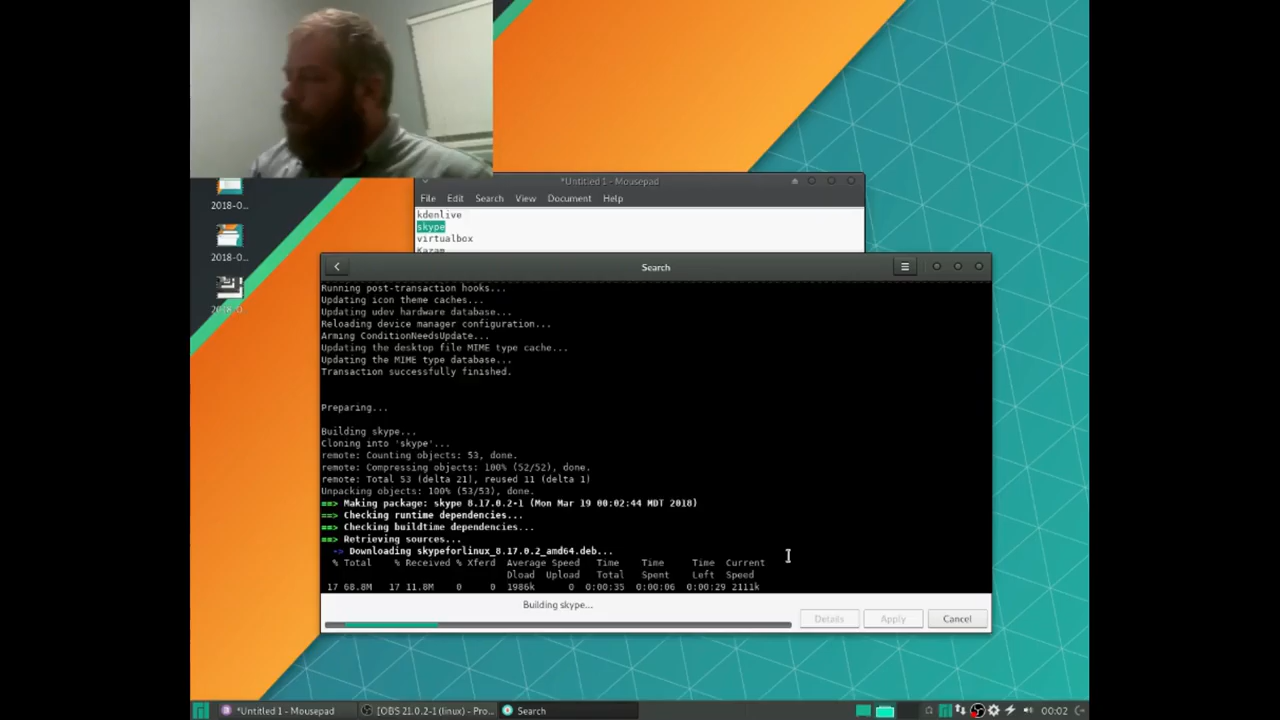 2018-0...
2018-0...
2018_0
*Untitled 1 - Mousepad
File Edit Search View Document Help
kdenlive
skype
virtualbox
Kazam
Search
Running post-transaction hooks...
Updating icon theme caches...
Updating udev hardware database...
Reloading device manager configuration...
Arming ConditionNeedsUpdate...
Updating the desktop file MIME type cache...
Updating the MIME type database...
Transaction successfully finished.
Preparing...
Building skype...
Cloning into 'skype'...
remote: Counting objects: 53, done.
remote: Compressing objects: 100% (52/52), done.
remote: Total 53 (delta 21), reused 11 (delta 1)
Unpacking objects: 100% (53/53), done.
==> Making package: skype 8.17.0.2-1 (Mon Mar 19 00:02:44 MDT 2018)
==> Checking runtime dependencies...
==> Checking buildtime dependencies...
==> Retrieving sources...
-> Downloading skypeforlinux_8.17.0.2_amd64.deb...
% Total % Received % Xferd Average Speed Time Time Time Current
Dload Upload Total Spent Left Speed
17 68.8M 17 11.8M 0 0 1986k 0 0:00:35 0:00:06 0:00:29 2111k
Building skype...
Details Apply Cancel
*Untitled 1 - Mousepad [OBS 21.0.2-1 (linux) - Pro... Search 00:02